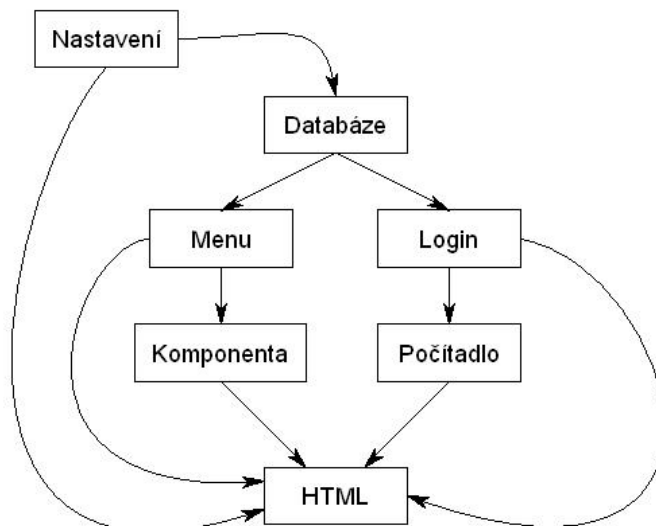 Nastavení
Databáze
Menu
Login
Komponenta
Počítadlo
HTML